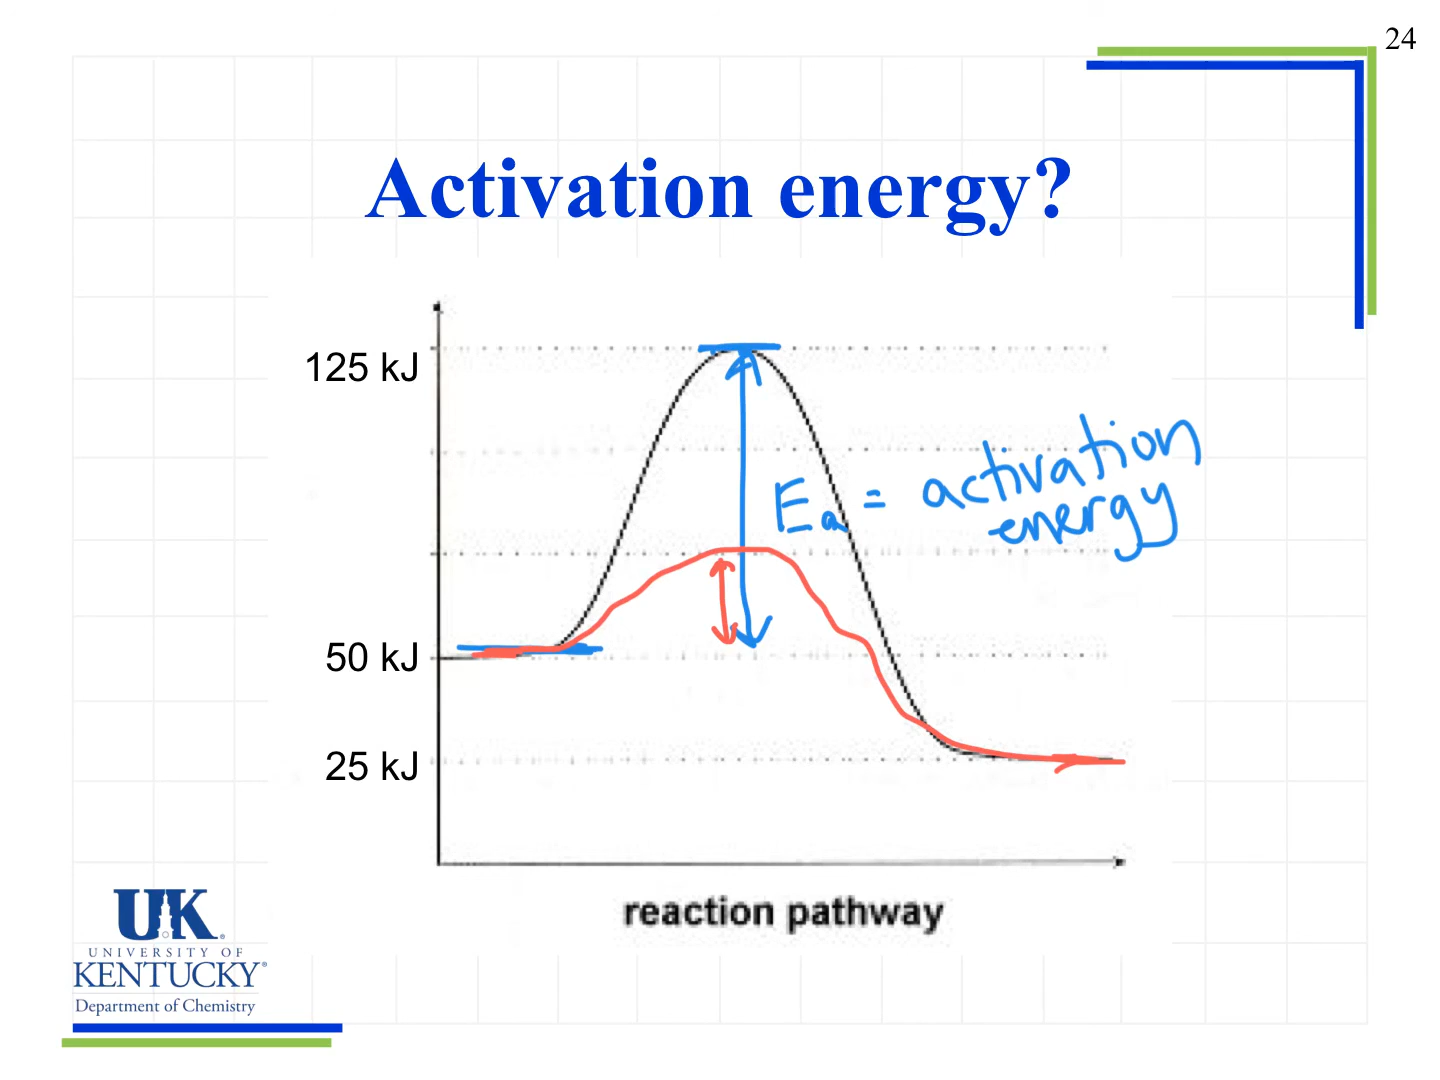 24
Activation energy?
125 kJ
Ea = activation
energy
50 kJ
25 kJ
reaction pathway
UK
UNIVERSITY OF
KENTUCKY®
Department of Chemistry